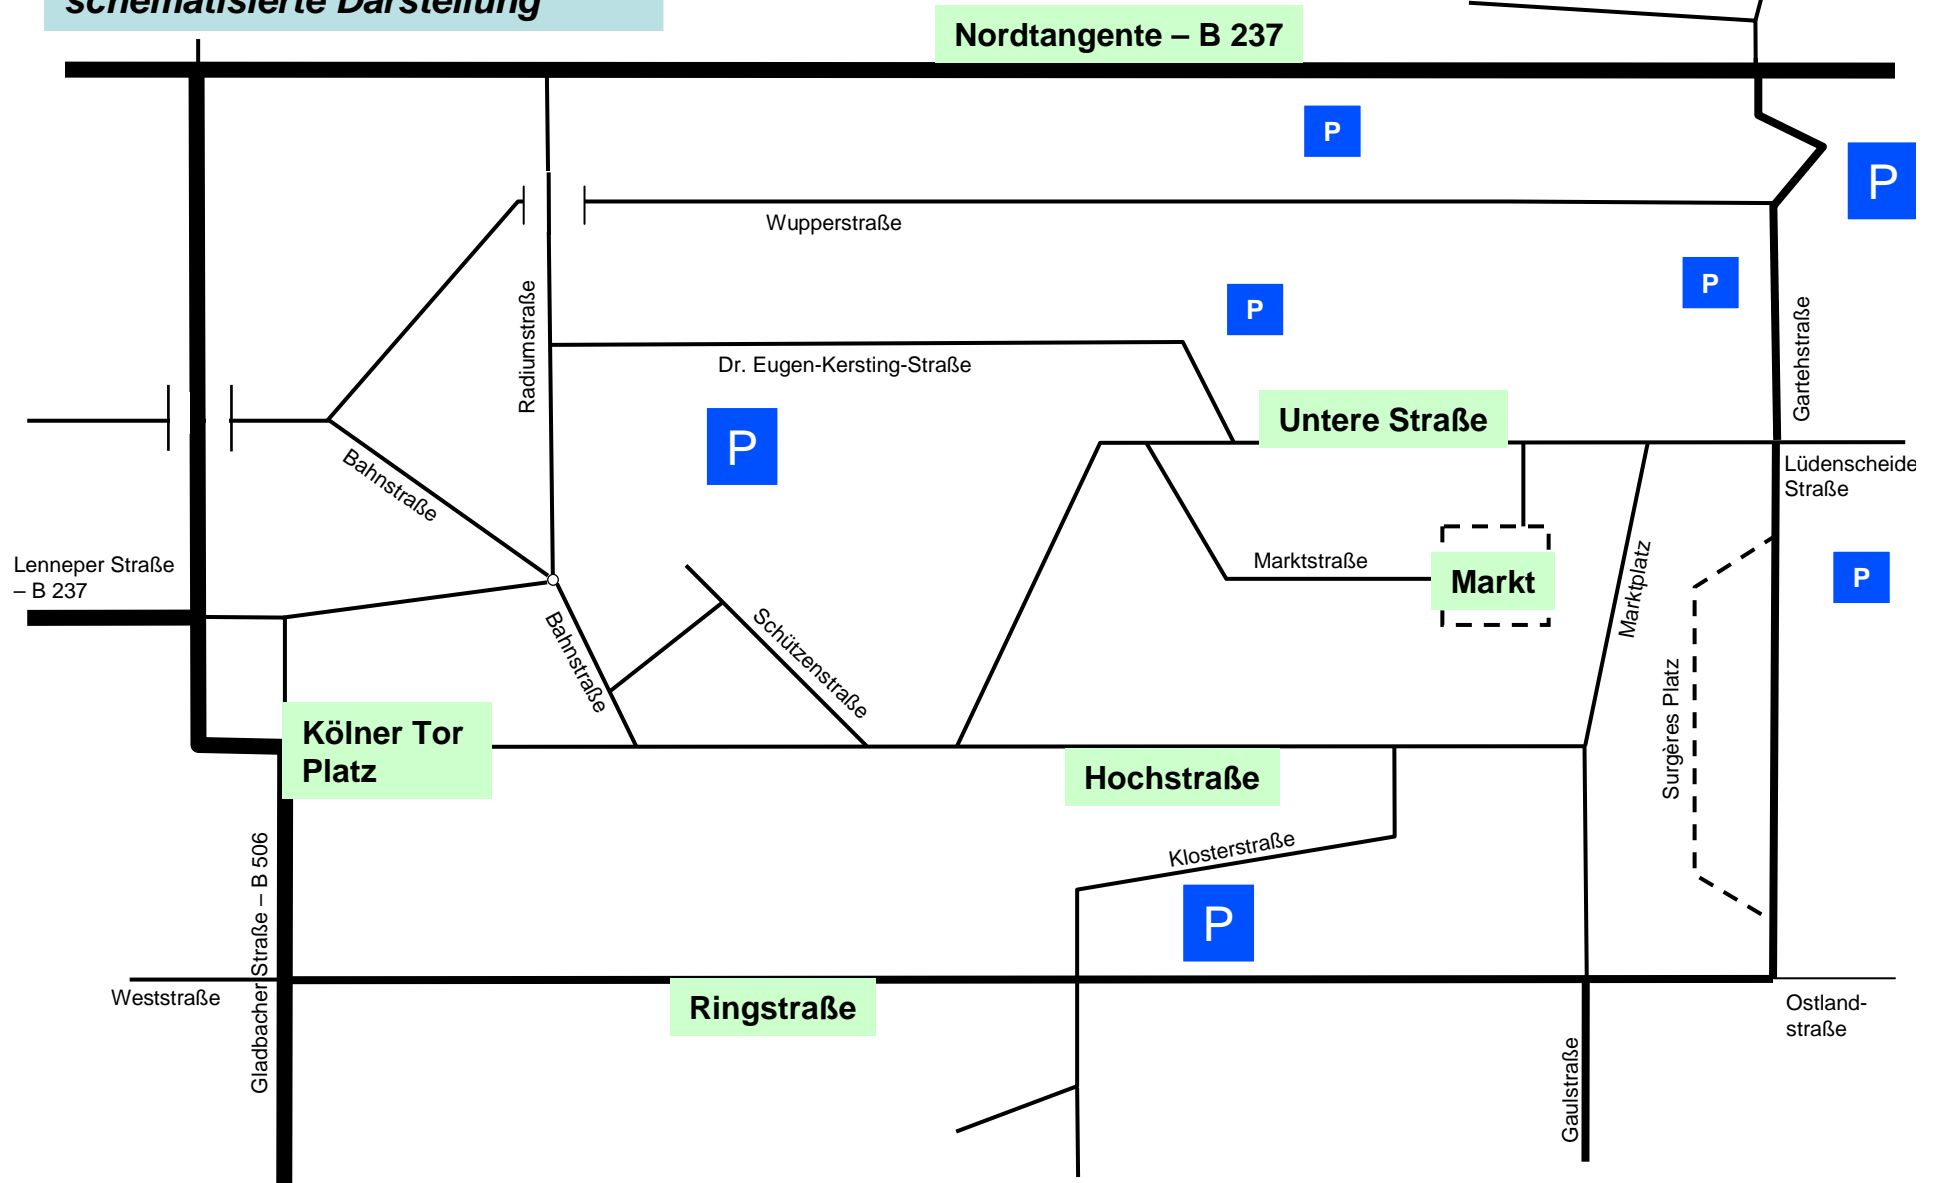 schematisierte Darstellung
Nordtangente – B 237
P
P
Wupperstraße
P
P
Radiumstraße
Gartehstraße
Dr. Eugen-Kersting-Straße
Untere Straße
P
Bahnstraße
Lüdenscheide
Straße
Lenneper Straße
– B 237
Marktstraße
Markt
Marktplatz
P
Bahnstraße
Schützenstraße
Surgères Platz
Kölner Tor
Platz
Hochstraße
Klosterstraße
Gladbacher Straße – B 506
P
Weststraße
Ringstraße
Ostland-
straße
Gaulstraße